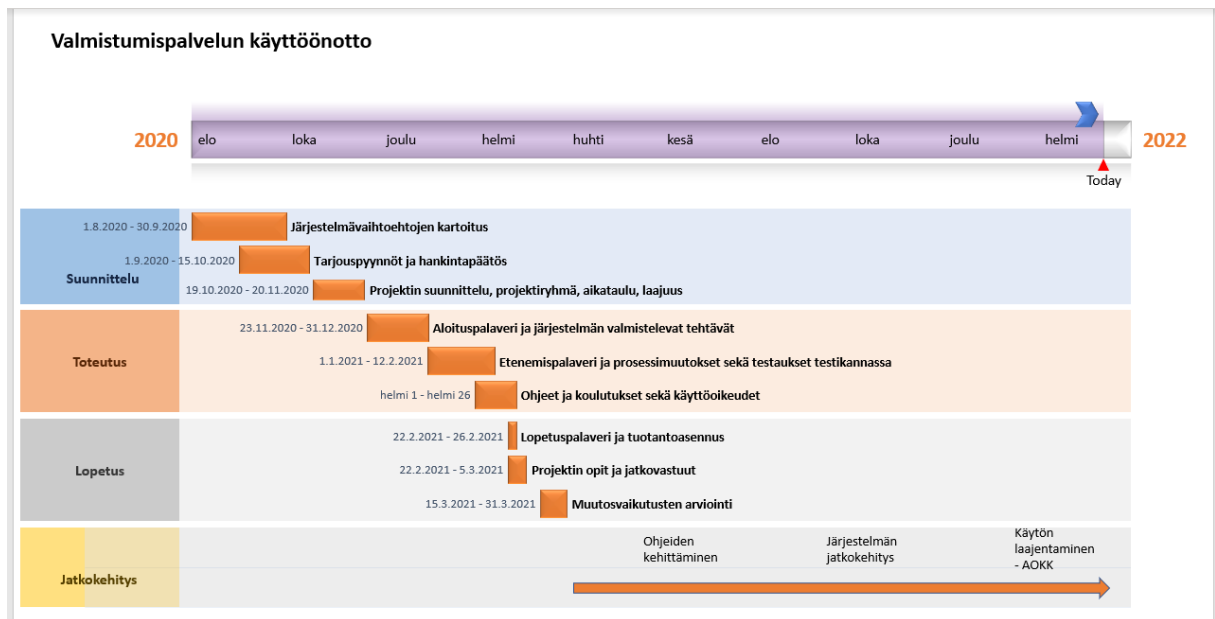 Valmistumispalvelun käyttöönotto
2020 elo loka joulu helmi huhti kesä elo loka joulu helmi 2022
Today
Suunnittelu
1.8.2020 - 30.9.2020 Järjestelmävaihtoehtojen kartoitus
1.9.2020 - 15.10.2020 Tarjouspyynnöt ja hankintapäätös
19.10.2020 - 20.11.2020 Projektin suunnittelu, projektiryhmä, aikataulu, laajuus
Toteutus
23.11.2020 - 31.12.2020 Aloituspalaveri ja järjestelmän valmistelevat tehtävät
1.1.2021 - 12.2.2021 Etenemispalaveri ja prosessimuutokset sekä testaukset testikannassa
helmi 1 - helmi 26 Ohjeet ja koulutukset sekä käyttöoikeudet
Lopetus
22.2.2021 - 26.2.2021 Lopetuspalaveri ja tuotantoasennus
22.2.2021 - 5.3.2021 Projektin opit ja jatkovastuut
15.3.2021 - 31.3.2021 Muutosvaikutusten arviointi
Jatkokehitys
Ohjeiden
kehittäminen
Järjestelmän
jatkokehitys
Käytön
laajentaminen
- AOKK